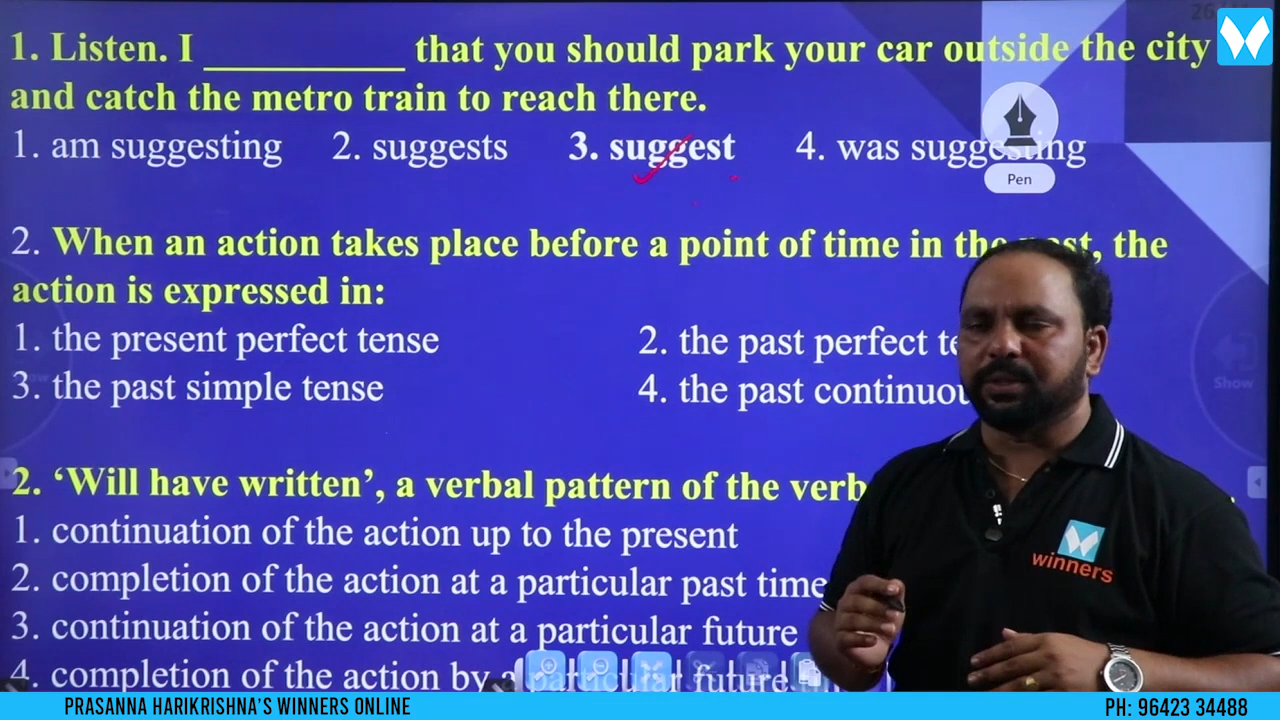 1. Listen. I __________ that you should park your car outside the city
and catch the metro train to reach there.
1. am suggesting 2. suggests 3. suggest 4. was suggesting
Pen
2. When an action takes place before a point of time in the past, the
action is expressed in:
1. the present perfect tense 2. the past perfect
3. the past simple tense 4. the past
Show
2. ‘Will have written’, a verbal pattern of the verb
1. continuation of the action up to the present
2. completion of the action at a particular past time
3. continuation of the action at a particular future
4. completion of the action by a particular future
winners
PRASANNA HARIKRISHNA'S WINNERS ONLINE
PH: 96423 34488